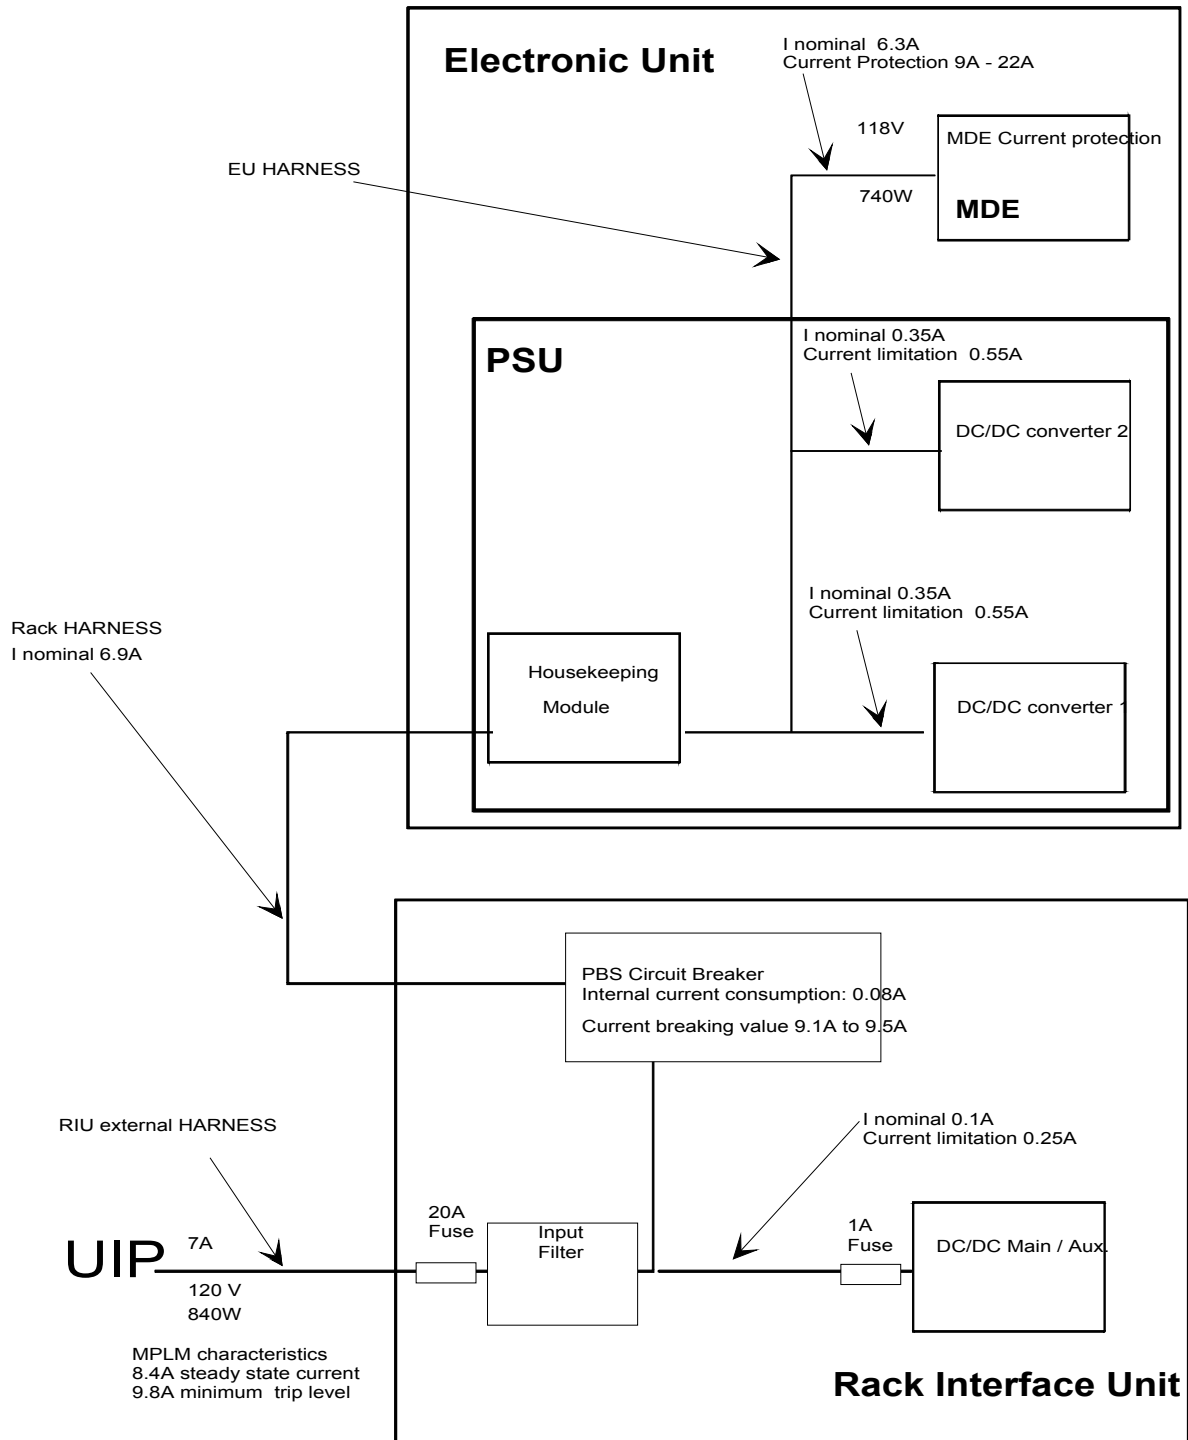 Electronic Unit
I nominal  6.3A
Current Protection 9A - 22A
118V
MDE Current protection
EU HARNESS
740W
MDE
I nominal 0.35A
Current limitation  0.55A
PSU
DC/DC converter 2
I nominal 0.35A
Current limitation  0.55A
Rack HARNESS
I nominal 6.9A
Housekeeping
Module
DC/DC converter 1
PBS Circuit Breaker
Internal current consumption: 0.08A
Current breaking value 9.1A to 9.5A
RIU external HARNESS
I nominal 0.1A
Current limitation 0.25A
20A
Fuse
Input
Filter
1A
Fuse
DC/DC Main / Aux.
UIP
7A
120 V
840W
MPLM characteristics
8.4A steady state current
9.8A minimum  trip level
Rack Interface Unit